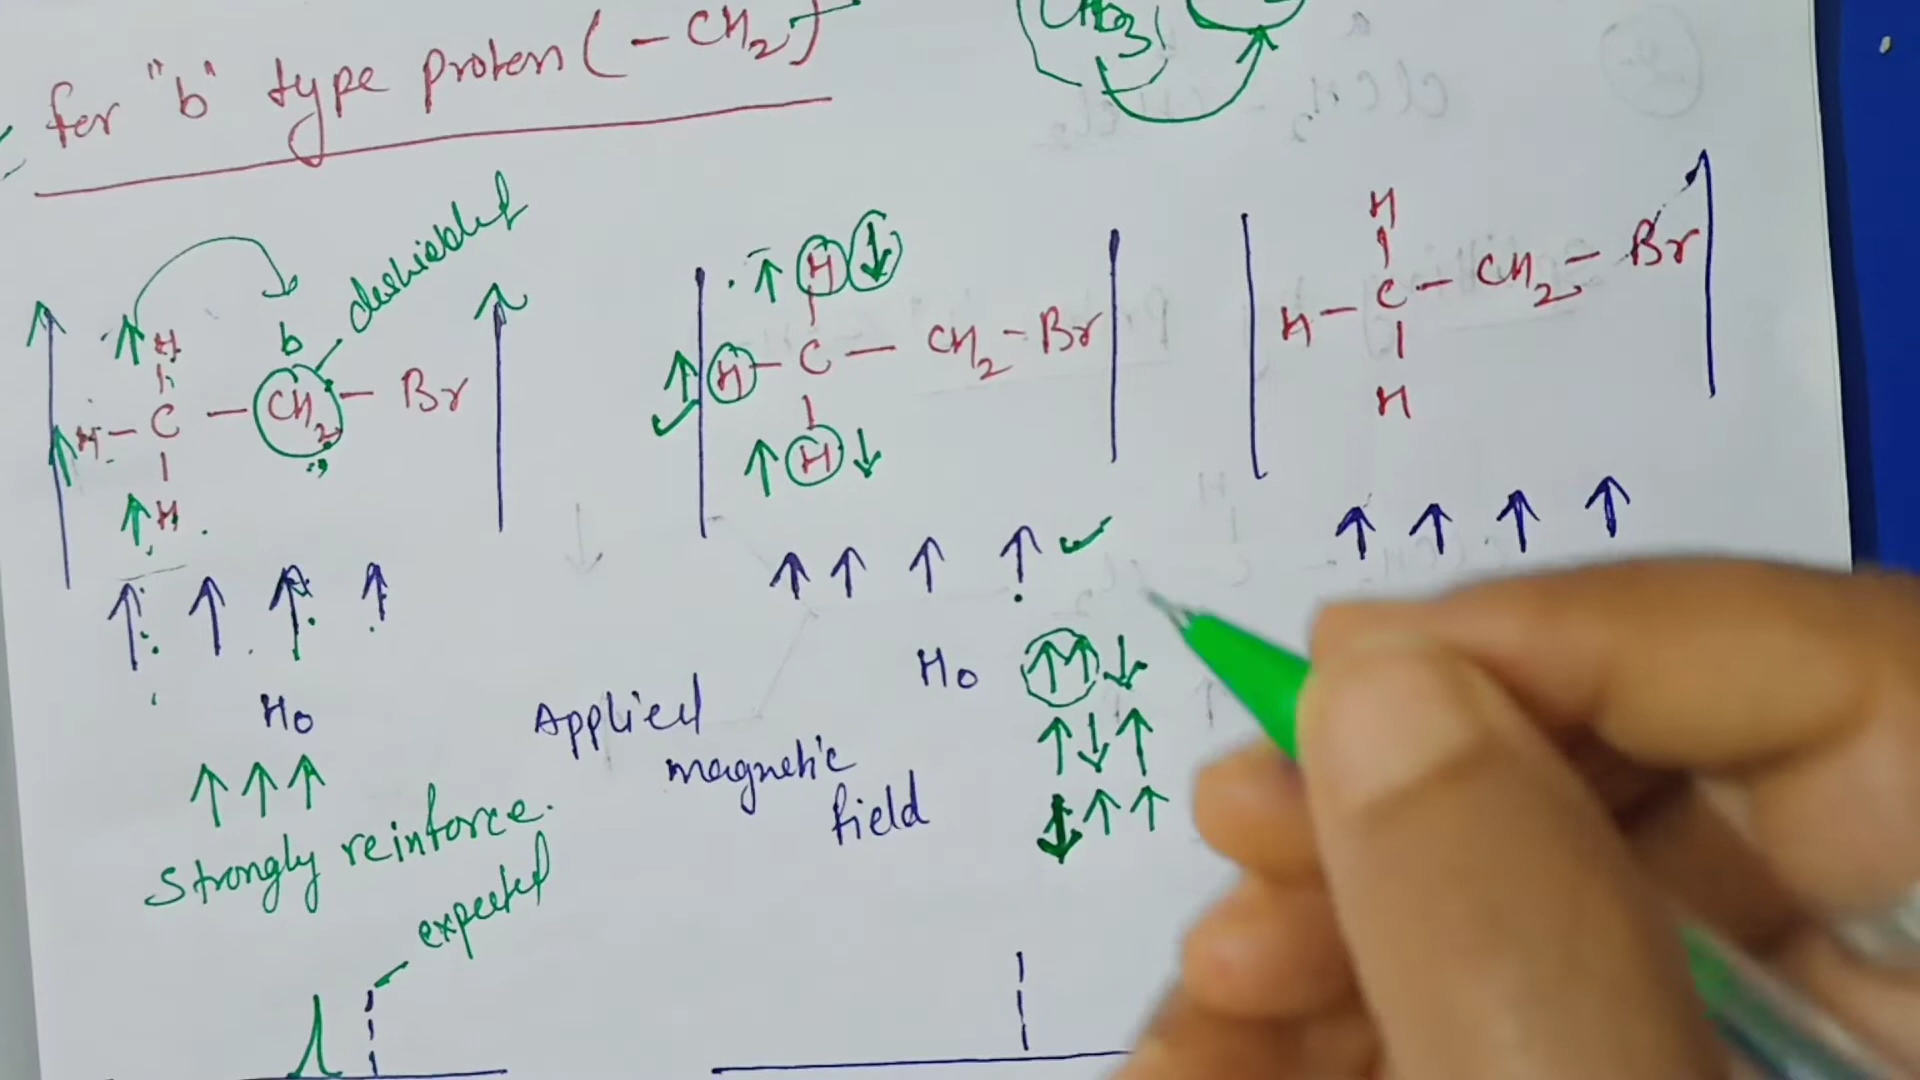 for "b" type proton (-CH2)
deshielded
b
H
H-C-CH2-Br
H
↑H↓
↑H-C-CH2-Br
↑H↓
H
H-C-CH2-Br
H
↑ ↑ ↑ ↑
↑ ↑ ↑ ↑ ✓
↑ ↑ ↑ ↑
Ho
↑↑↑
Strongly reinforce.
expected
Applied
magnetic
field
Ho
↑↑↓
↑↓↑
↓↑↑